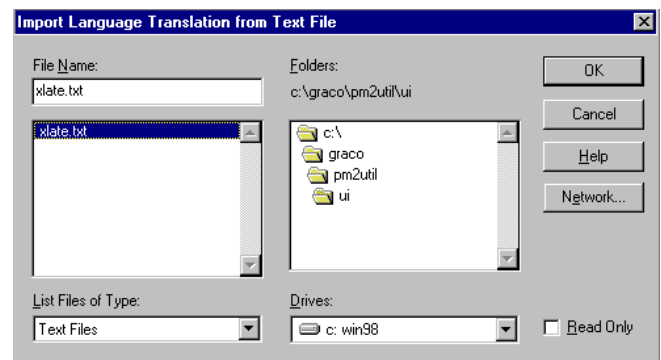 Import Language Translation from Text File
File Name:
xlate.txt
xlate.txt
List Files of Type:
Text Files
Folders:
c:\graco\pm2util\ui
c:\
graco
pm2util
ui
Drives:
c: win98
OK
Cancel
Help
Network...
Read Only